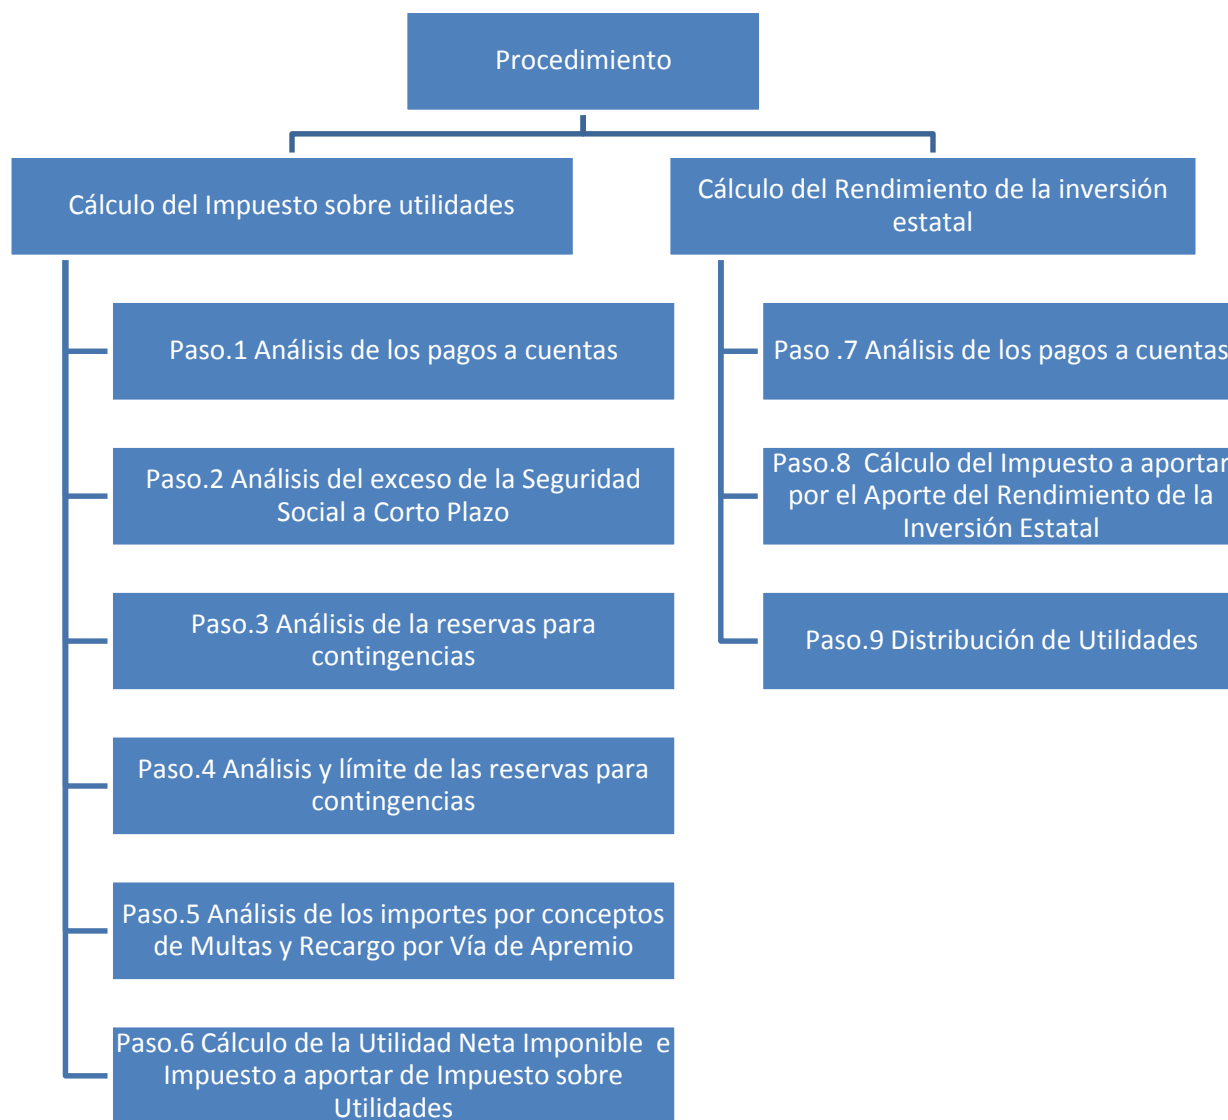 Procedimiento
Cálculo del Impuesto sobre utilidades
Paso.1 Análisis de los pagos a cuentas
Paso.2 Análisis del exceso de la Seguridad
Social a Corto Plazo
Paso.3 Análisis de la reservas para
contingencias
Paso.4 Análisis y límite de las reservas para
contingencias
Paso.5 Análisis de los importes por conceptos
de Multas y Recargo por Vía de Apremio
Paso.6 Cálculo de la Utilidad Neta Imponible e
Impuesto a aportar de Impuesto sobre
Utilidades
Cálculo del Rendimiento de la inversión
estatal
Paso .7 Análisis de los pagos a cuentas
Paso.8 Cálculo del Impuesto a aportar
por el Aporte del Rendimiento de la
Inversión Estatal
Paso.9 Distribución de Utilidades